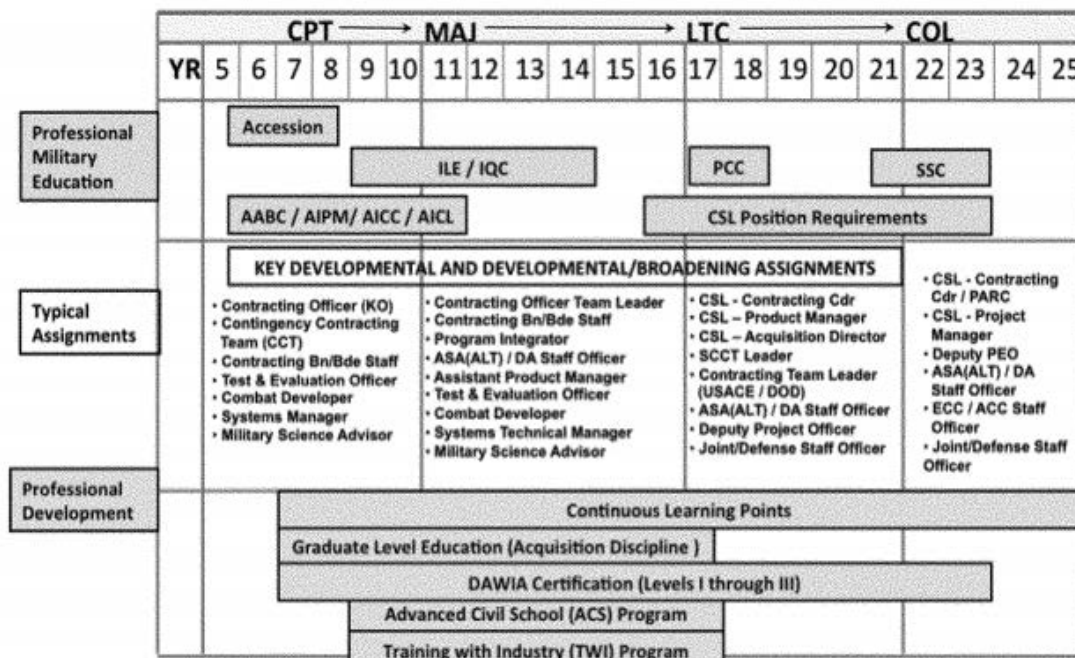 CPT MAJ LTC COL
YR 5 6 7 8 9 10 11 12 13 14 15 16 17 18 19 20 21 22 23 24 25
Professional
Military
Education
Accession
ILE / IQC
PCC
SSC
AABC / AIPM/ AICC / AICL
CSL Position Requirements
Typical
Assignments
KEY DEVELOPMENTAL AND DEVELOPMENTAL/BROADENING ASSIGNMENTS
• Contracting Officer (KO)
• Contingency Contracting
Team (CCT)
• Contracting Bn/Bde Staff
• Test & Evaluation Officer
• Combat Developer
• Systems Manager
• Military Science Advisor
• Contracting Officer Team Leader
• Contracting Bn/Bde Staff
• Program Integrator
• ASA(ALT) / DA Staff Officer
• Assistant Product Manager
• Test & Evaluation Officer
• Combat Developer
• Systems Technical Manager
• Military Science Advisor
• CSL - Contracting Cdr
• CSL – Product Manager
• CSL – Acquisition Director
• SCCT Leader
• Contracting Team Leader
(USACE / DOD)
• ASA(ALT) / DA Staff Officer
• Deputy Project Officer
• Joint/Defense Staff Officer
• CSL - Contracting
Cdr / PARC
• CSL - Project
Manager
• Deputy PEO
• ASA(ALT) / DA
Staff Officer
• ECC / ACC Staff
Officer
• Joint/Defense Staff
Officer
Professional
Development
Continuous Learning Points
Graduate Level Education (Acquisition Discipline )
DAWIA Certification (Levels I through III)
Advanced Civil School (ACS) Program
Training with Industry (TWI) Program